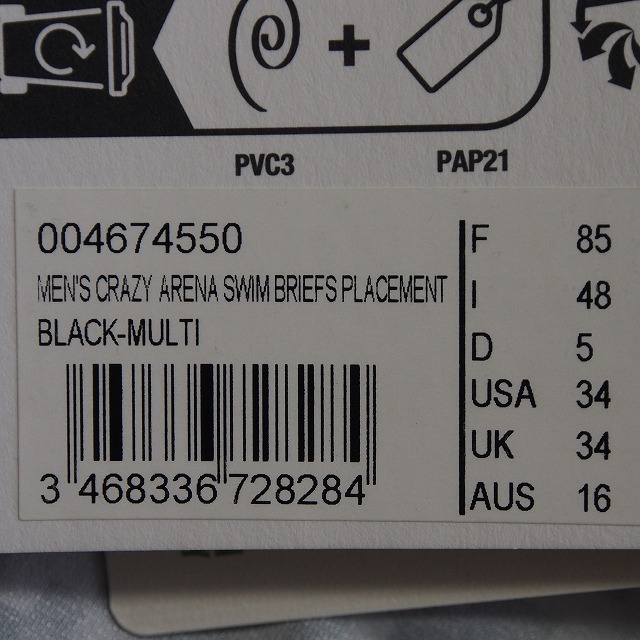 PVC3 PAP21
004674550
MEN'S CRAZY ARENA SWIM BRIEFS PLACEMENT
BLACK-MULTI
3 468336 728284
F 85
I 48
D 5
USA 34
UK 34
AUS 16